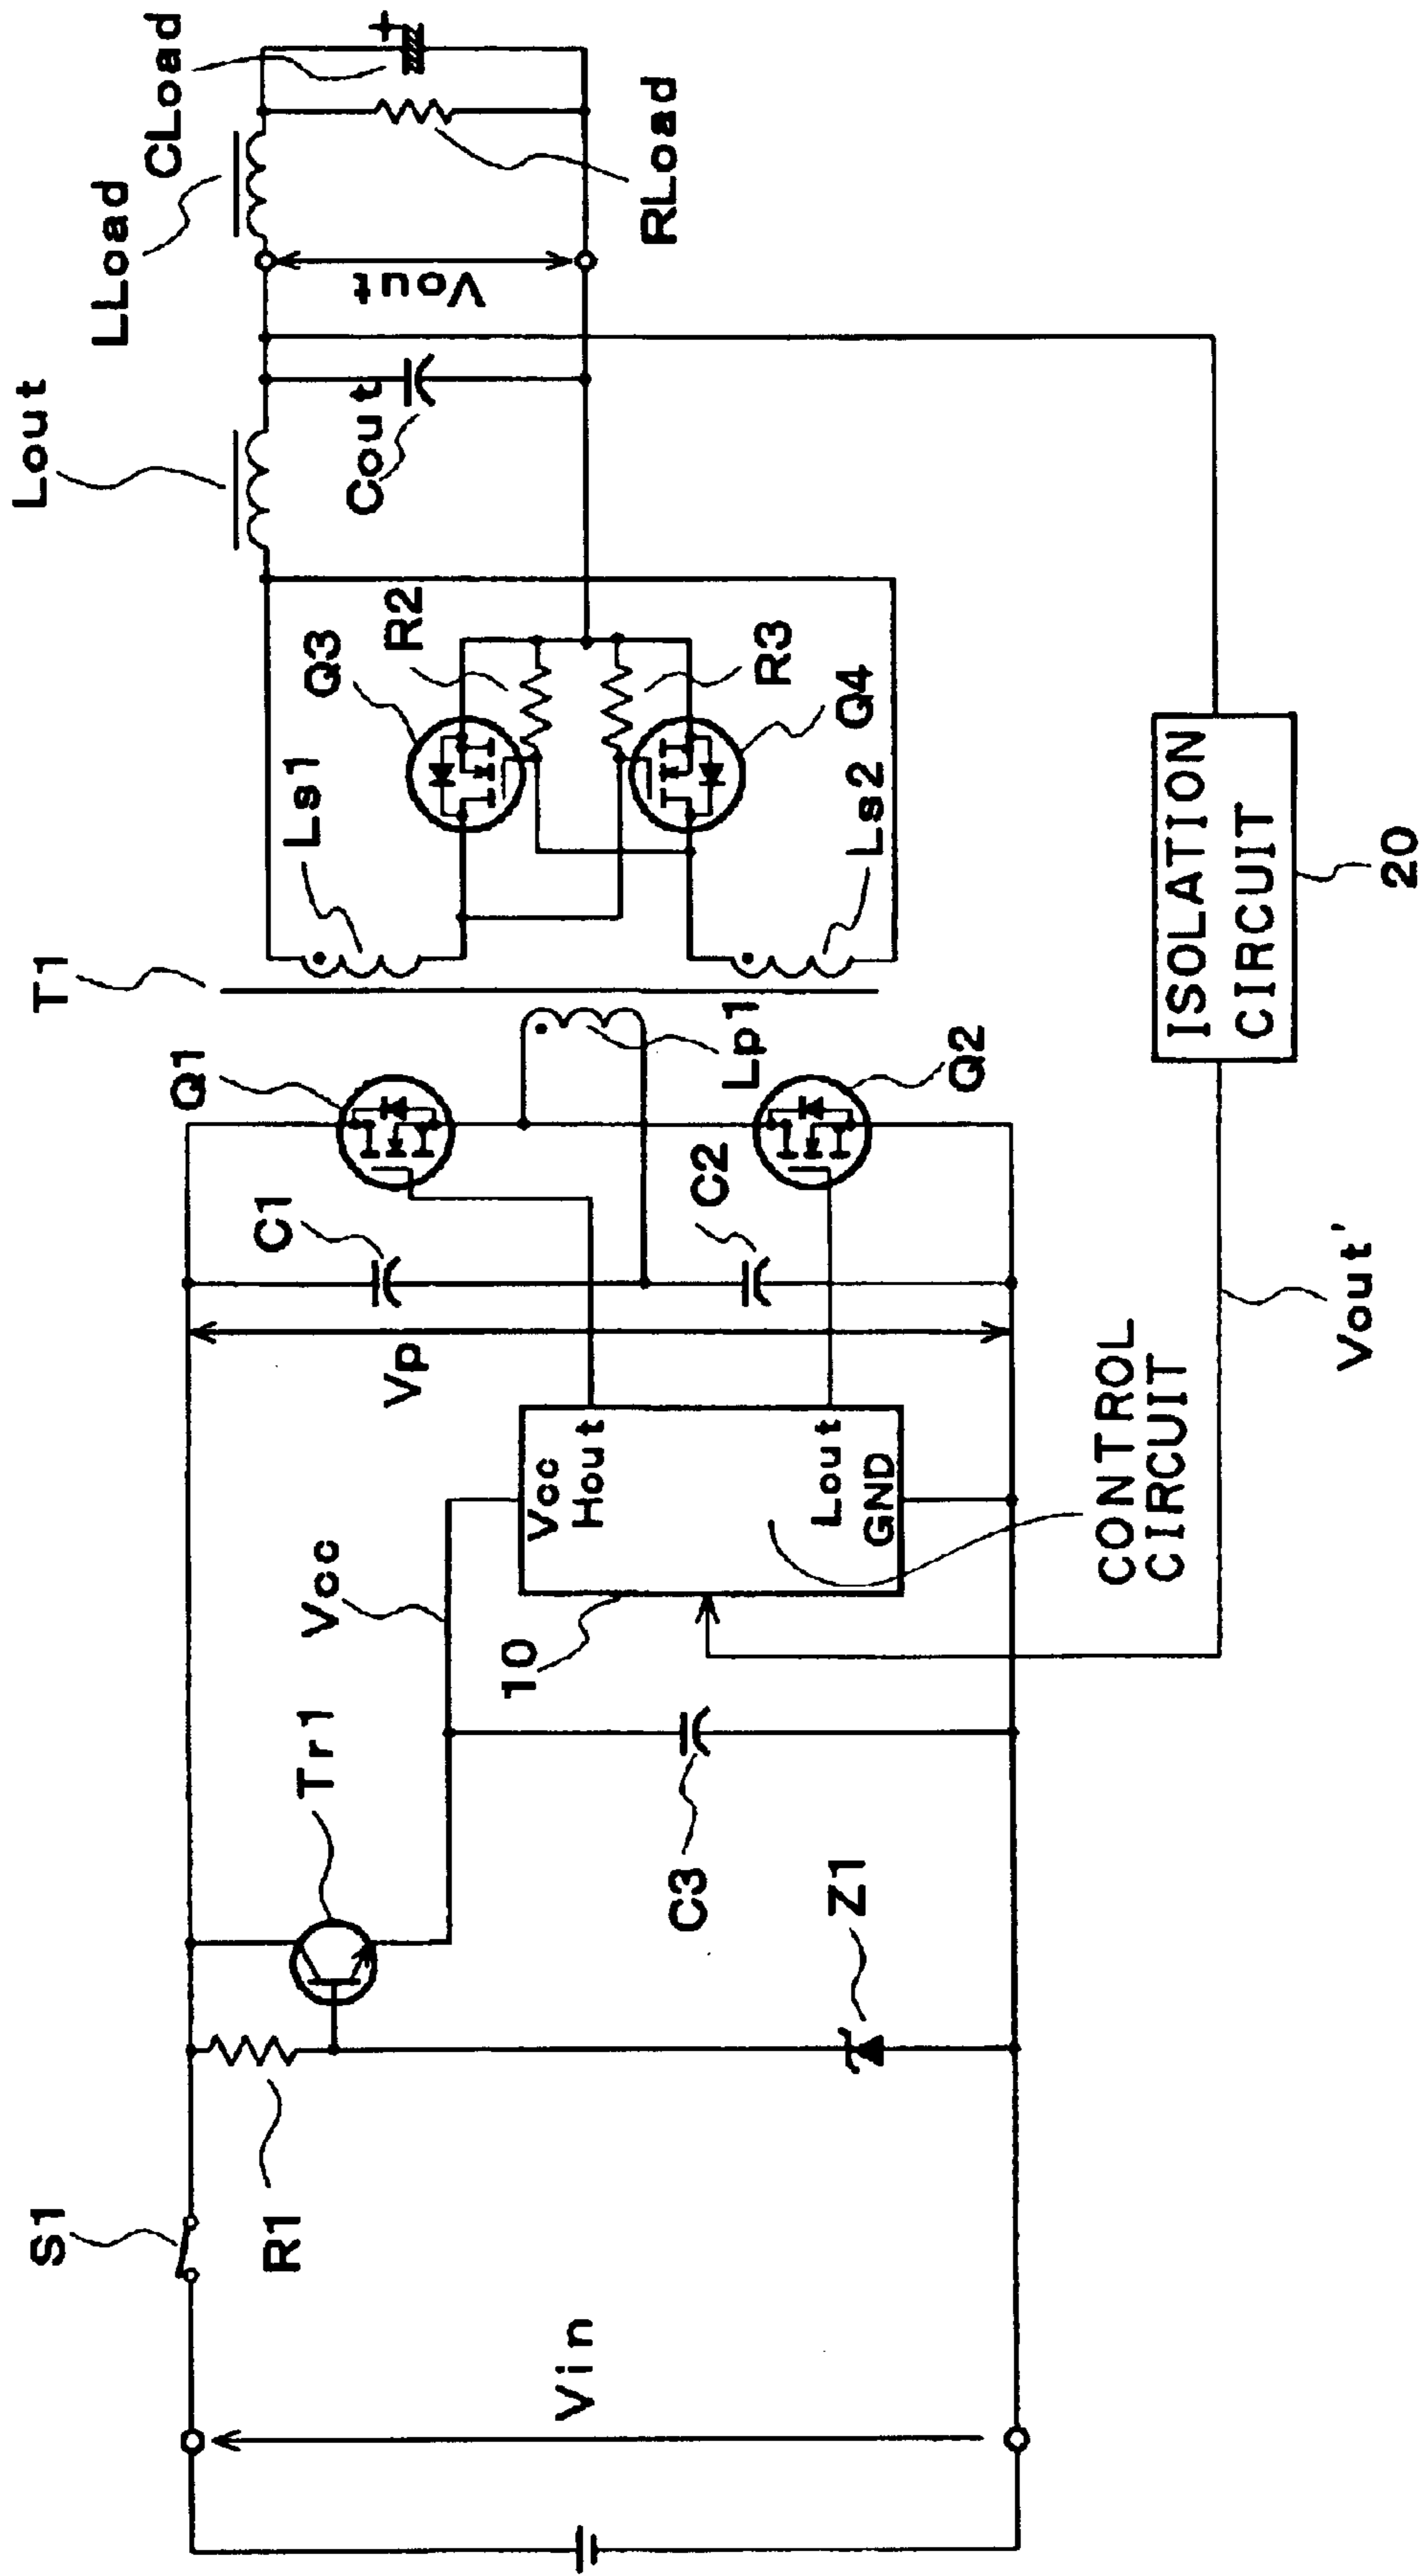 S1
R1
Vin
Tr1
Z1
C3
Vcc
10
Vcc
Hout
Lout
GND
CONTROL
CIRCUIT
Vp
C1
C2
Q1
Q2
Lp1
T1
Ls1
Ls2
Q3
R2
R3
Q4
Lout
Cout
Vout
LLoad
CLoad
RLoad
ISOLATION
CIRCUIT
20
Vout'